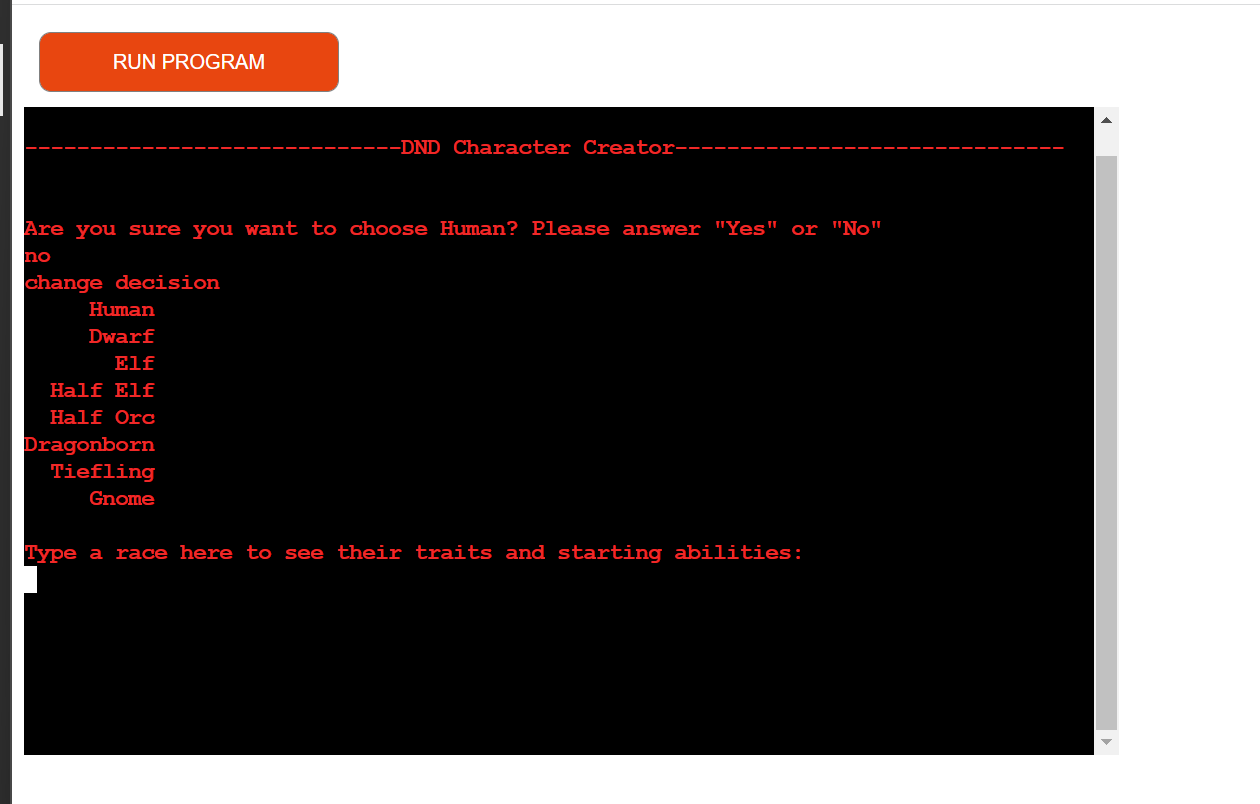 RUN PROGRAM
-----------------------------DND Character Creator------------------------------
Are you sure you want to choose Human? Please answer "Yes" or "No"
no
change decision
Human
Dwarf
Elf
Half Elf
Half Orc
Dragonborn
Tiefling
Gnome
Type a race here to see their traits and starting abilities: